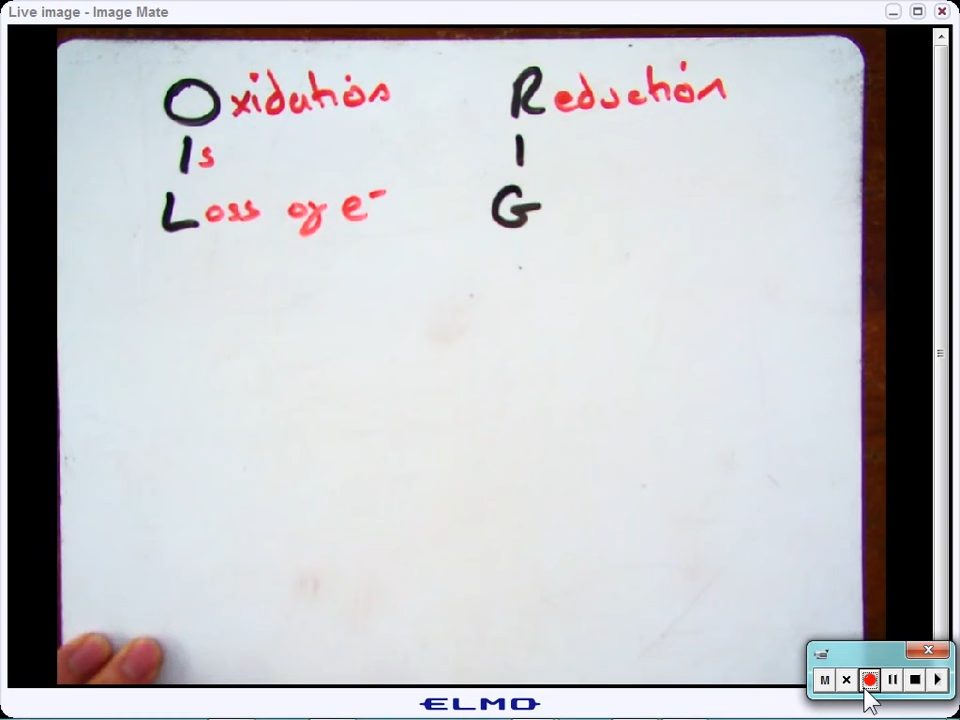 Live image - Image Mate
Oxidation Reduction
Is I
Loss of e⁻ G
M
ELMO